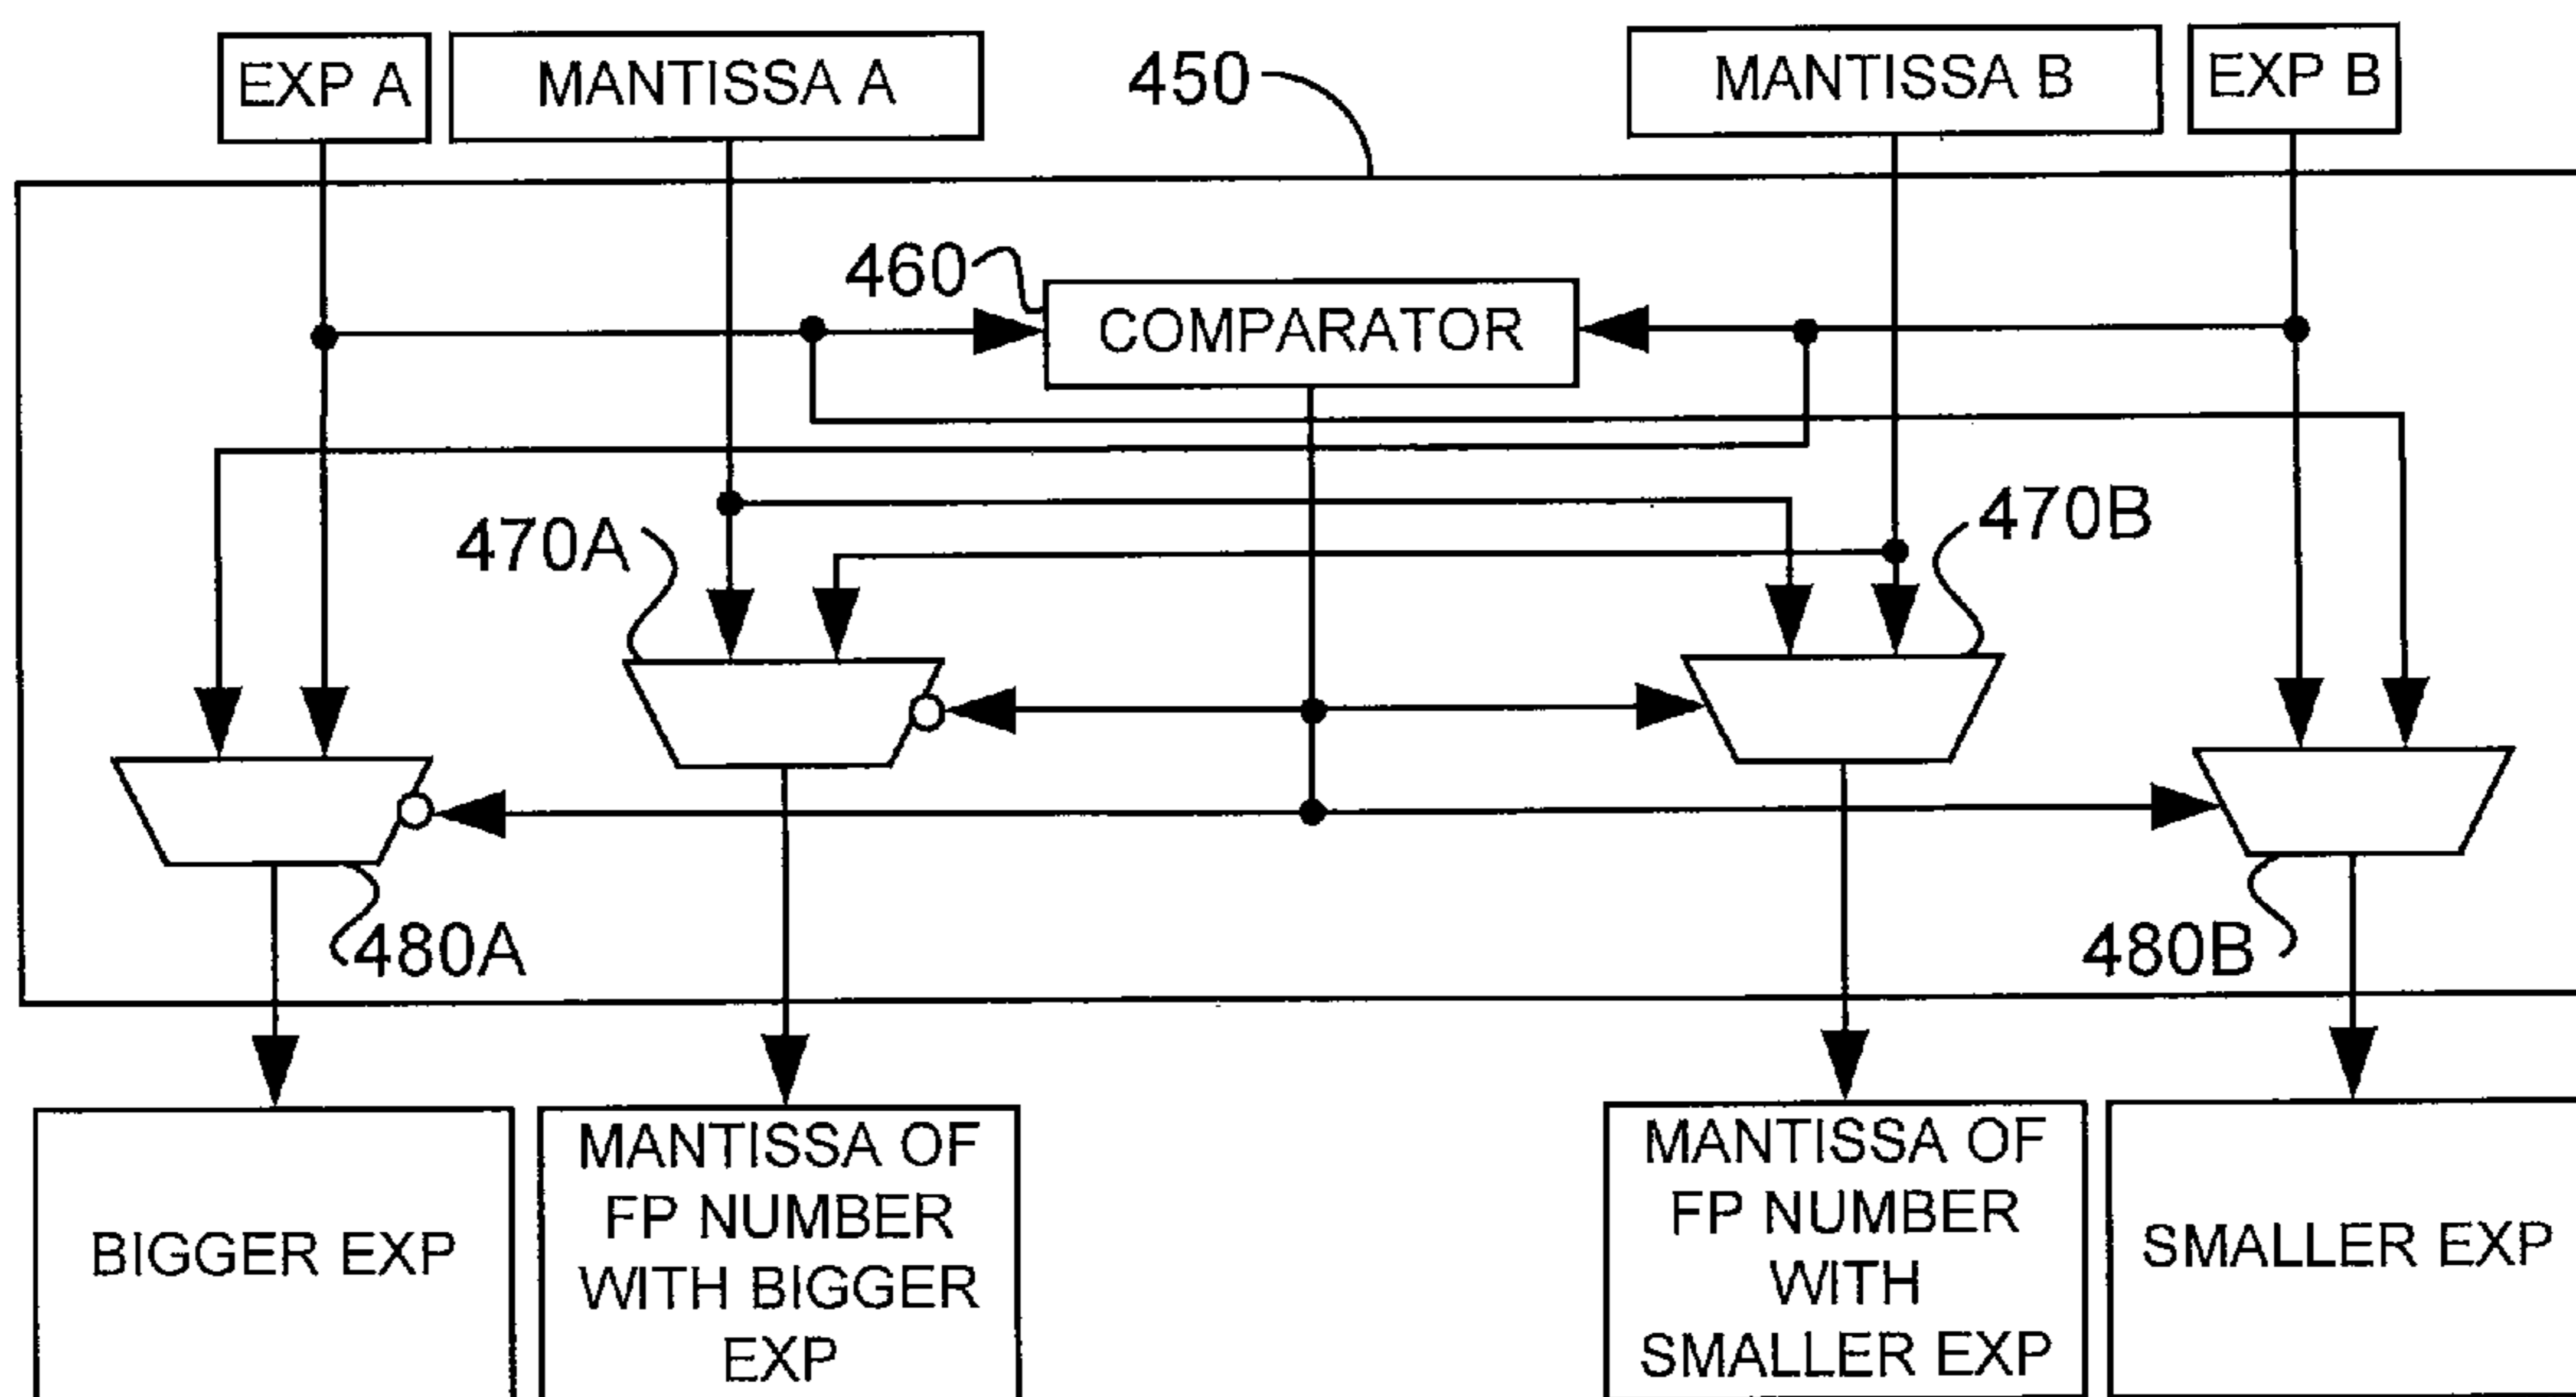 EXP A
MANTISSA A
450
MANTISSA B
EXP B
460
COMPARATOR
470A
470B
480A
480B
BIGGER EXP
MANTISSA OF
FP NUMBER
WITH BIGGER
EXP
MANTISSA OF
FP NUMBER
WITH
SMALLER EXP
SMALLER EXP